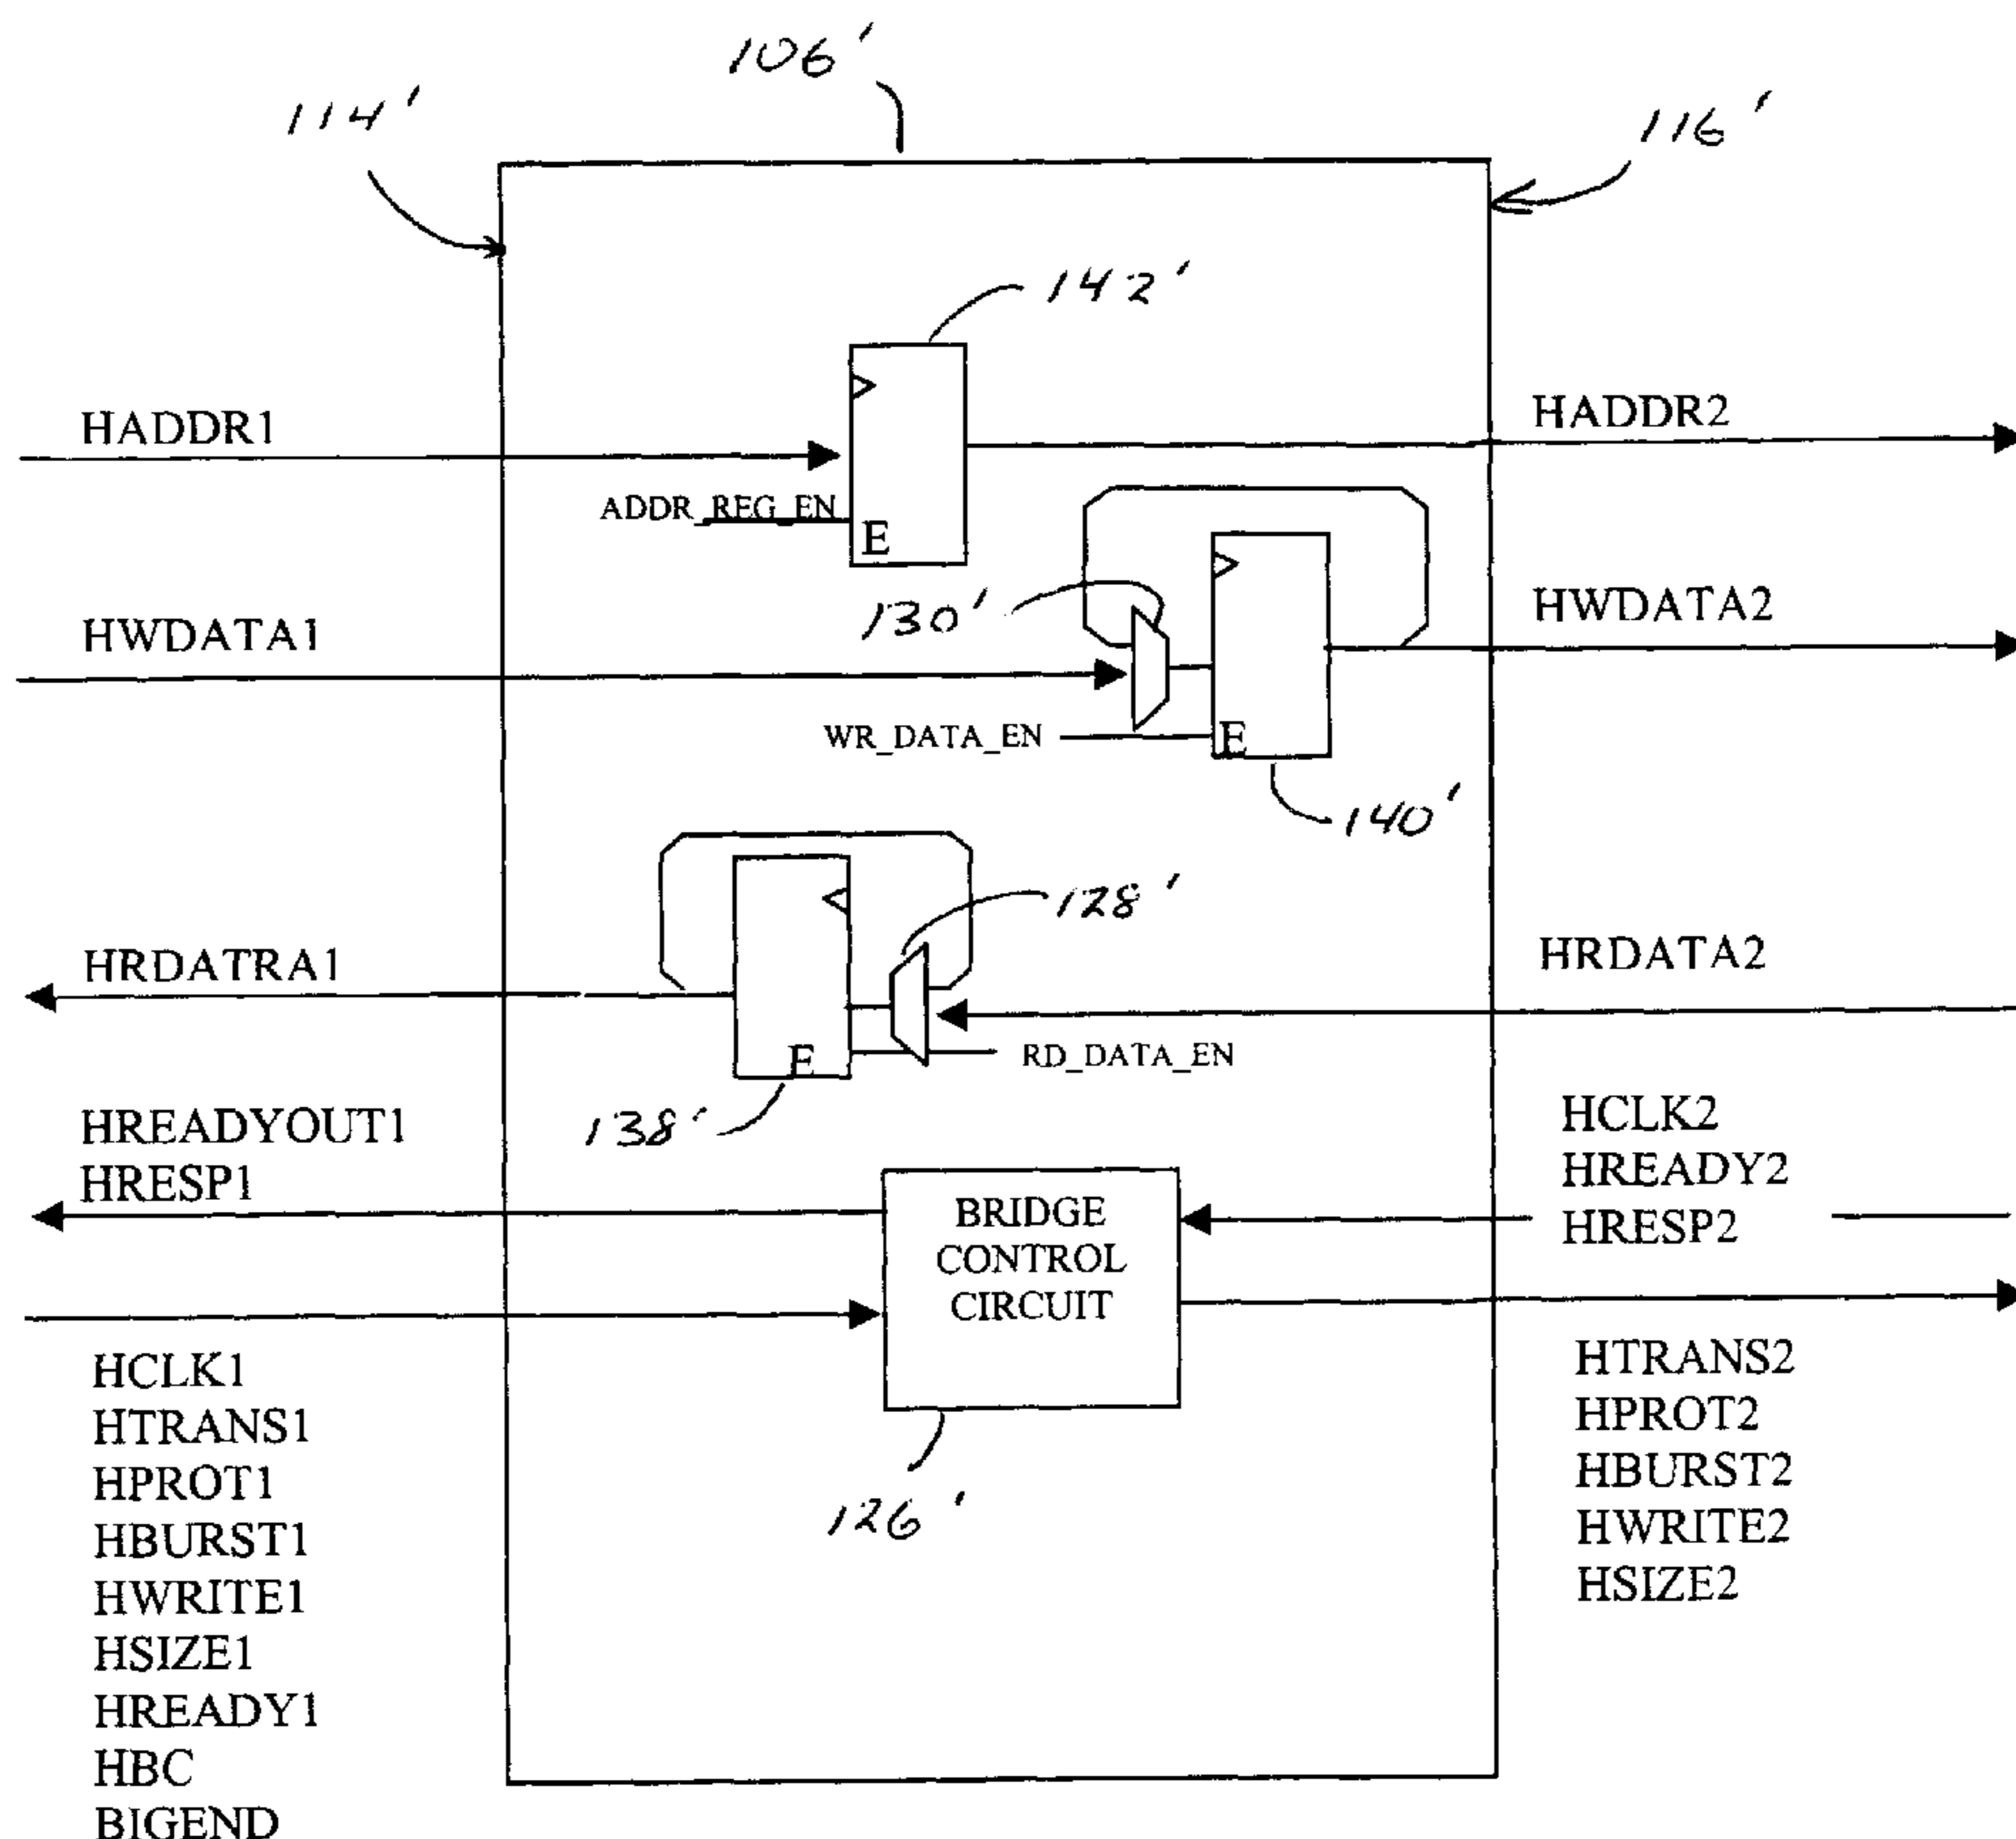 106'
114'
116'
142'
HADDR1
HADDR2
ADDR_REG_EN
E
130'
HWDATA1
HWDATA2
WR_DATA_EN
E
140'
128'
HRDATRA1
HRDATA2
E
RD_DATA_EN
138'
HREADYOUT1
HRESP1
HCLK2
HREADY2
HRESP2
BRIDGE
CONTROL
CIRCUIT
126'
HCLK1
HTRANS1
HPROT1
HBURST1
HWRITE1
HSIZE1
HREADY1
HBC
BIGEND
HTRANS2
HPROT2
HBURST2
HWRITE2
HSIZE2